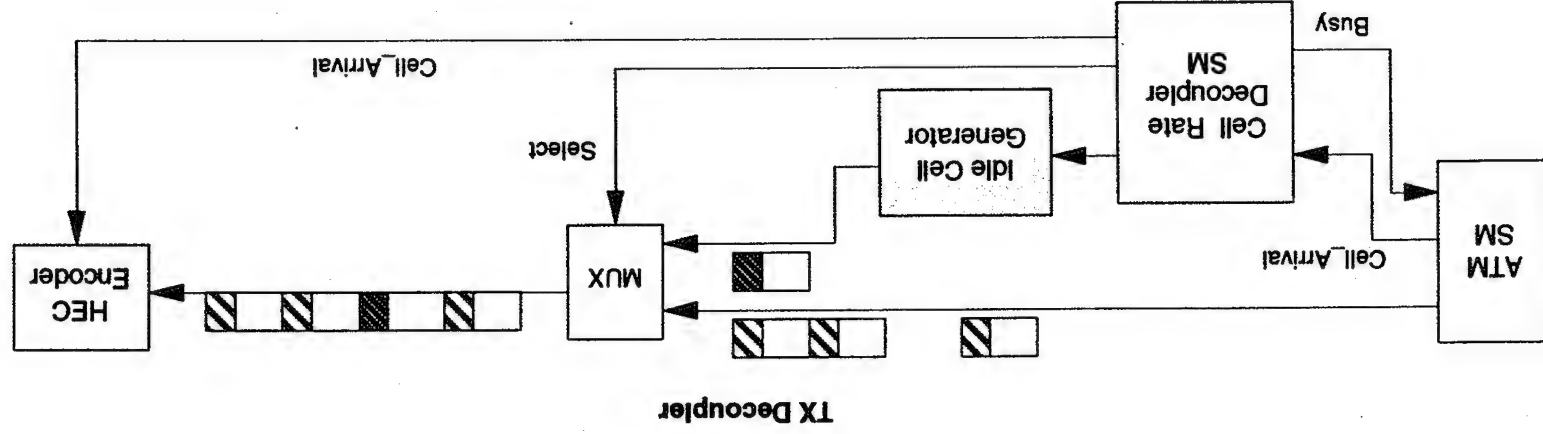 TX Decoupler
ATM
SM
Cell_Arrival
Busy
Cell Rate
Decoupler
SM
Idle Cell
Generator
MUX
Select
Cell_Arrival
HEC
Encoder